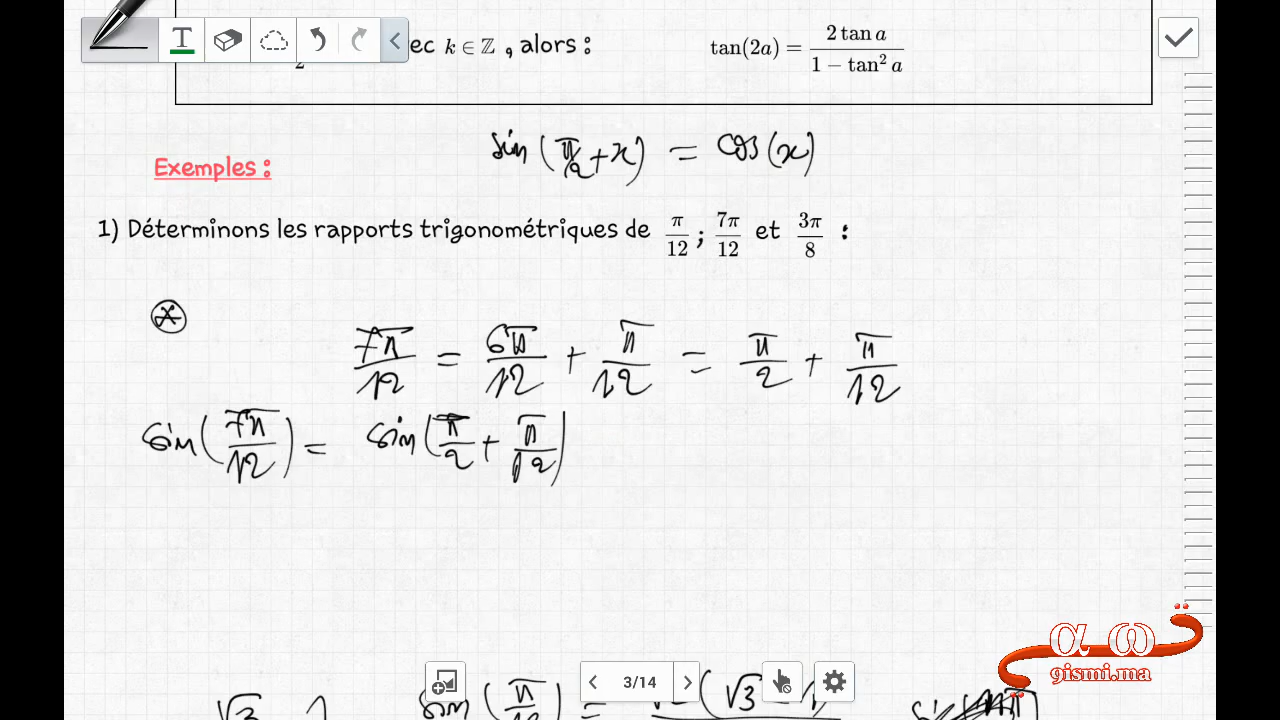 T
ec k ∈ ℤ , alors :
tan(2a) = 2 tan a / (1 − tan² a)
2
sin(π/2 + x) = cos(x)
Exemples :
1) Déterminons les rapports trigonométriques de π/12 ; 7π/12 et 3π/8 :
7π/12 = 6π/12 + π/12 = π/2 + π/12
sin(7π/12) = sin(π/2 + π/12)
α ω ة
gismi.ma
3/14